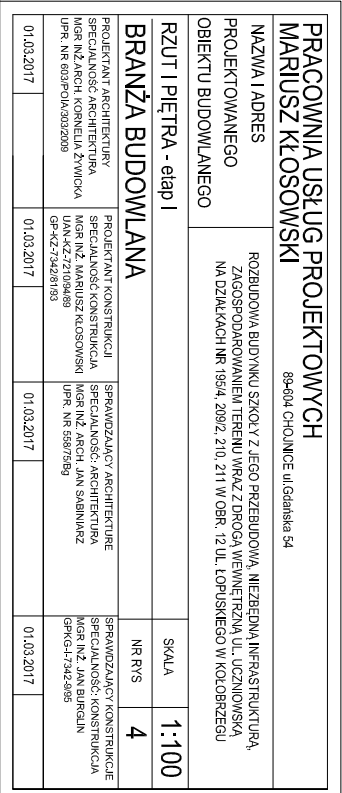 PRACOWNIA USŁUG PROJEKTOWYCH
MARIUSZ KŁOSOWSKI
89-604 CHOJNICE ul.Gdańska 54
NAZWA I ADRES
PROJEKTOWANEGO
OBIEKTU BUDOWLANEGO
ROZBUDOWA BUDYNKU SZKOŁY Z JEGO PRZEBUDOWĄ, NIEZBĘDNĄ INFRASTRUKTURĄ,
ZAGOSPODAROWANIEM TERENU WRAZ Z DROGĄ WEWNĘTRZNĄ UL. UCZNIOWSKĄ
NA DZIAŁKACH NR 195/4, 209/2, 210, 211 W OBR. 12 UL. ŁOPUSKIEGO W KOŁOBRZEGU
RZUT I PIĘTRA - etap I
SKALA
1:100
BRANŻA BUDOWLANA
NR RYS
4
PROJEKTANT ARCHITEKTURY
SPECJALNOŚĆ ARCHITEKTURA
MGR INŻ.ARCH. KORNELIA ŻYWICKA
UPR. NR 603/POIA/303/2009
PROJEKTANT KONSTRUKCJI
SPECJALNOŚĆ KONSTRUKCJA
MGR INŻ. MARIUSZ KŁOSOWSKI
UAN-KZ-7210/94/89
GP-KZ-7342/81/93
SPRAWDZAJĄCY ARCHITEKTURE
SPECJALNOŚĆ: ARCHITEKTURA
MGR INŻ. ARCH. JAN SABINIARZ
UPR. NR 558/75/Bg
SPRAWDZAJĄCY KONSTRUKCJE
SPECJALNOŚĆ: KONSTRUKCJA
MGR INŻ. JAN BURGLIN
GPKG-I-7342-9/95
01.03.2017
01.03.2017
01.03.2017
01.03.2017